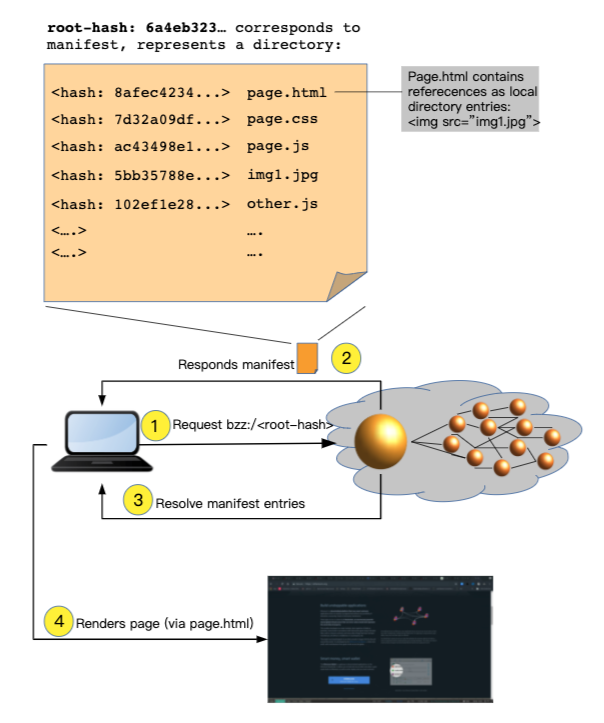 root-hash: 6a4eb323… corresponds to
manifest, represents a directory:
<hash: 8afec4234...> page.html
<hash: 7d32a09df...> page.css
<hash: ac43498e1...> page.js
<hash: 5bb35788e...> img1.jpg
<hash: 102ef1e28...> other.js
<….> ….
<….> ….
Page.html contains
referecences as local
directory entries:
<img src=”img1.jpg”>
Responds manifest
2
1
Request bzz:/<root-hash>
3
Resolve manifest entries
4
Renders page (via page.html)